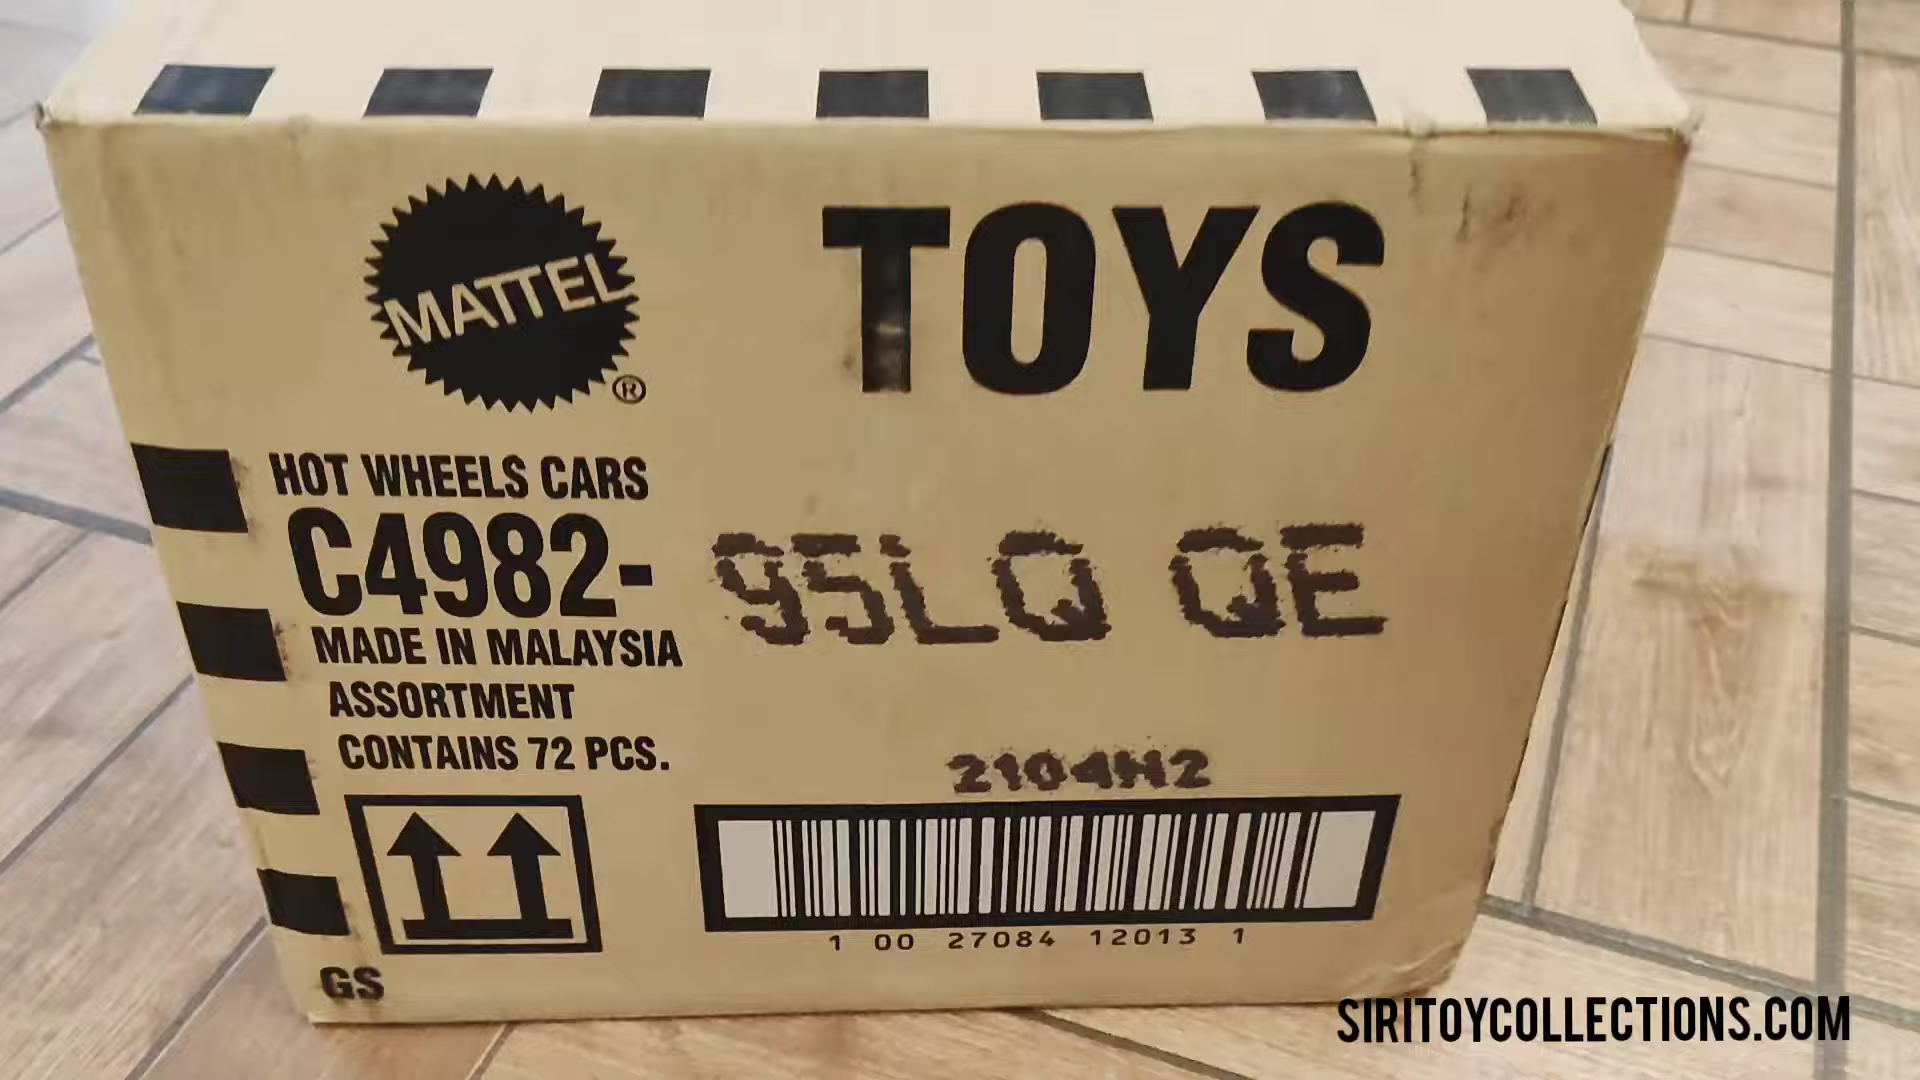 MATTEL
®
TOYS
HOT WHEELS CARS
C4982-
95LQ QE
MADE IN MALAYSIA
ASSORTMENT
CONTAINS 72 PCS.
2104H2
1 00 27084 12013 1
GS
SIRITOYCOLLECTIONS.COM